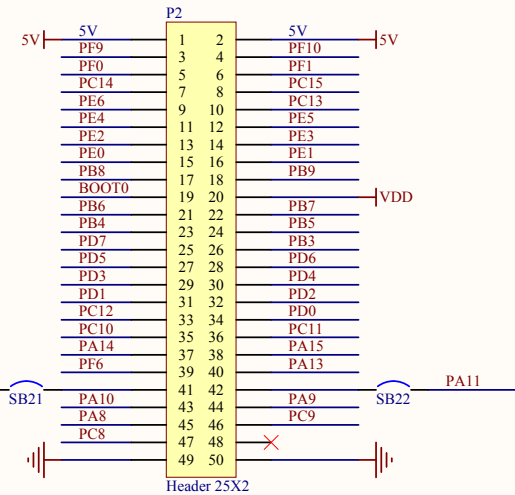 P2
5V 5V 1 2 5V 5V
PF9 3 4 PF10
PF0 5 6 PF1
PC14 7 8 PC15
PE6 9 10 PC13
PE4 11 12 PE5
PE2 13 14 PE3
PE0 15 16 PE1
PB8 17 18 PB9
BOOT0 19 20 VDD
PB6 21 22 PB7
PB4 23 24 PB5
PD7 25 26 PB3
PD5 27 28 PD6
PD3 29 30 PD4
PD1 31 32 PD2
PC12 33 34 PD0
PC10 35 36 PC11
PA14 37 38 PA15
PF6 39 40 PA13
SB21 41 42 SB22 PA11
PA10 43 44 PA9
PA8 45 46 PC9
PC8 47 48
49 50
Header 25X2